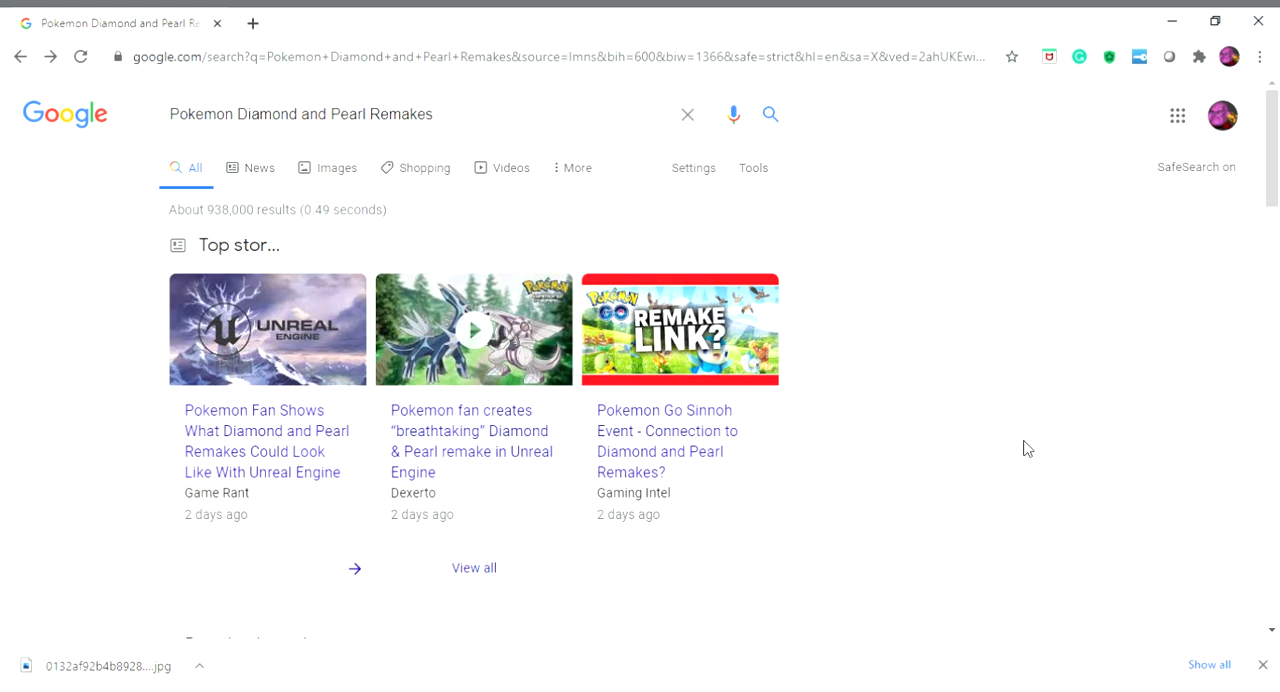 Pokemon Diamond and Pearl Re
google.com/search?q=Pokemon+Diamond+and+Pearl+Remakes&source=lmns&bih=600&biw=1366&safe=strict&hl=en&sa=X&ved=2ahUKEwi...
Google
Pokemon Diamond and Pearl Remakes
All News Images Shopping Videos More Settings Tools
SafeSearch on
About 938,000 results (0.49 seconds)
Top stor...
UNREAL
ENGINE
POKÉMON
POKÉMON
GO
REMAKE
LINK?
Pokemon Fan Shows
What Diamond and Pearl
Remakes Could Look
Like With Unreal Engine
Game Rant
2 days ago
Pokemon fan creates
“breathtaking” Diamond
& Pearl remake in Unreal
Engine
Dexerto
2 days ago
Pokemon Go Sinnoh
Event - Connection to
Diamond and Pearl
Remakes?
Gaming Intel
2 days ago
View all
0132af92b4b8928....jpg
Show all